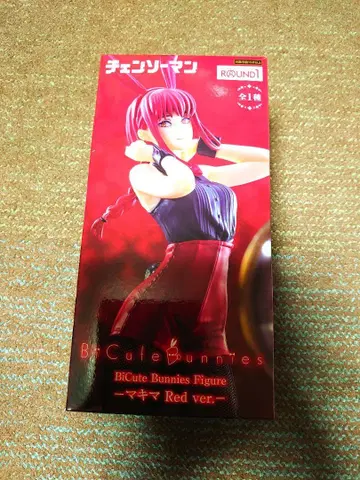 チェンソーマン
ROUND1
全1種
BiCute Bunnies
BiCute Bunnies Figure
ーマキマ Red ver.ー